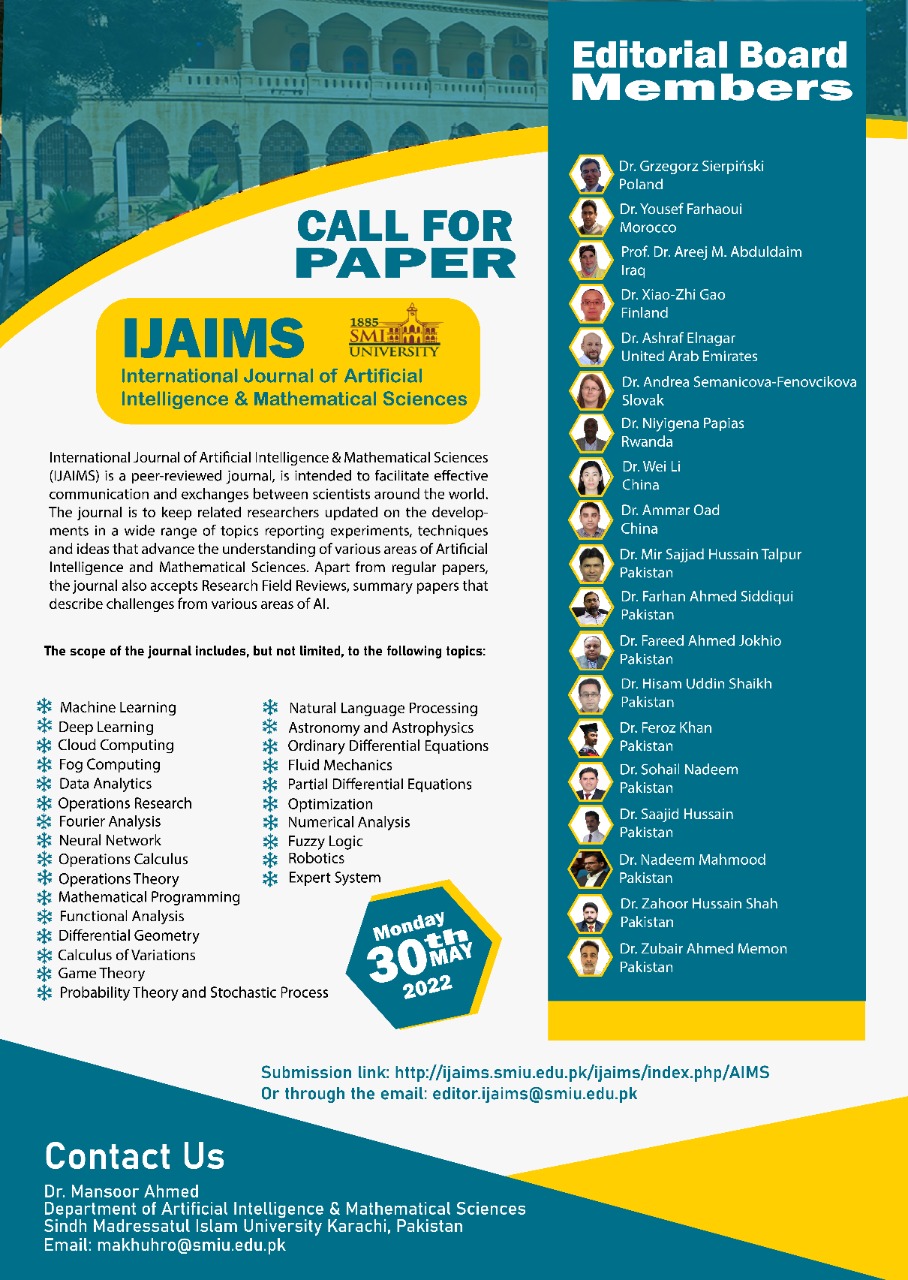 Editorial Board
Members
Dr. Grzegorz Sierpiński
Poland
Dr. Yousef Farhaoui
Morocco
Prof. Dr. Areej M. Abduldaim
Iraq
Dr. Xiao-Zhi Gao
Finland
Dr. Ashraf Elnagar
United Arab Emirates
Dr. Andrea Semanicova-Fenovcikova
Slovak
Dr. Niyigena Papias
Rwanda
Dr. Wei Li
China
Dr. Ammar Oad
China
Dr. Mir Sajjad Hussain Talpur
Pakistan
Dr. Farhan Ahmed Siddiqui
Pakistan
Dr. Fareed Ahmed Jokhio
Pakistan
Dr. Hisam Uddin Shaikh
Pakistan
Dr. Feroz Khan
Pakistan
Dr. Sohail Nadeem
Pakistan
Dr. Saajid Hussain
Pakistan
Dr. Nadeem Mahmood
Pakistan
Dr. Zahoor Hussain Shah
Pakistan
Dr. Zubair Ahmed Memon
Pakistan
CALL FOR
PAPER
IJAIMS
1885
SMI
UNIVERSITY
International Journal of Artificial
Intelligence & Mathematical Sciences
International Journal of Artificial Intelligence & Mathematical Sciences
(IJAIMS) is a peer-reviewed journal, is intended to facilitate effective
communication and exchanges between scientists around the world.
The journal is to keep related researchers updated on the develop-
ments in a wide range of topics reporting experiments, techniques
and ideas that advance the understanding of various areas of Artificial
Intelligence and Mathematical Sciences. Apart from regular papers,
the journal also accepts Research Field Reviews, summary papers that
describe challenges from various areas of AI.
The scope of the journal includes, but not limited, to the following topics:
Machine Learning
Deep Learning
Cloud Computing
Fog Computing
Data Analytics
Operations Research
Fourier Analysis
Neural Network
Operations Calculus
Operations Theory
Mathematical Programming
Functional Analysis
Differential Geometry
Calculus of Variations
Game Theory
Probability Theory and Stochastic Process
Natural Language Processing
Astronomy and Astrophysics
Ordinary Differential Equations
Fluid Mechanics
Partial Differential Equations
Optimization
Numerical Analysis
Fuzzy Logic
Robotics
Expert System
Monday
30th MAY
2022
Submission link: http://ijaims.smiu.edu.pk/ijaims/index.php/AIMS
Or through the email: editor.ijaims@smiu.edu.pk
Contact Us
Dr. Mansoor Ahmed
Department of Artificial Intelligence & Mathematical Sciences
Sindh Madressatul Islam University Karachi, Pakistan
Email: makhuhro@smiu.edu.pk